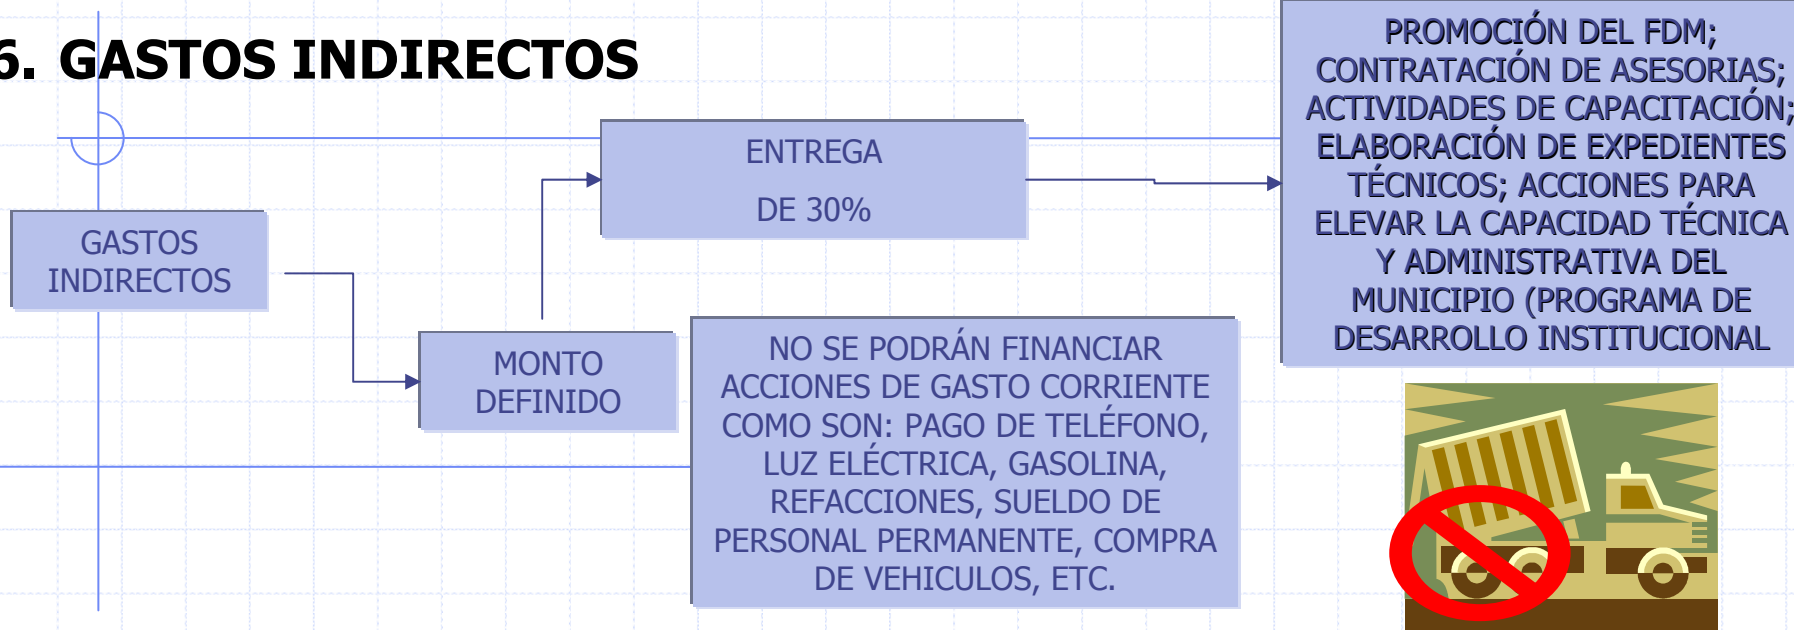 6. GASTOS INDIRECTOS
GASTOS
INDIRECTOS
MONTO
DEFINIDO
ENTREGA
DE 30%
PROMOCIÓN DEL FDM;
CONTRATACIÓN DE ASESORIAS;
ACTIVIDADES DE CAPACITACIÓN;
ELABORACIÓN DE EXPEDIENTES
TÉCNICOS; ACCIONES PARA
ELEVAR LA CAPACIDAD TÉCNICA
Y ADMINISTRATIVA DEL
MUNICIPIO (PROGRAMA DE
DESARROLLO INSTITUCIONAL
NO SE PODRÁN FINANCIAR
ACCIONES DE GASTO CORRIENTE
COMO SON: PAGO DE TELÉFONO,
LUZ ELÉCTRICA, GASOLINA,
REFACCIONES, SUELDO DE
PERSONAL PERMANENTE, COMPRA
DE VEHICULOS, ETC.